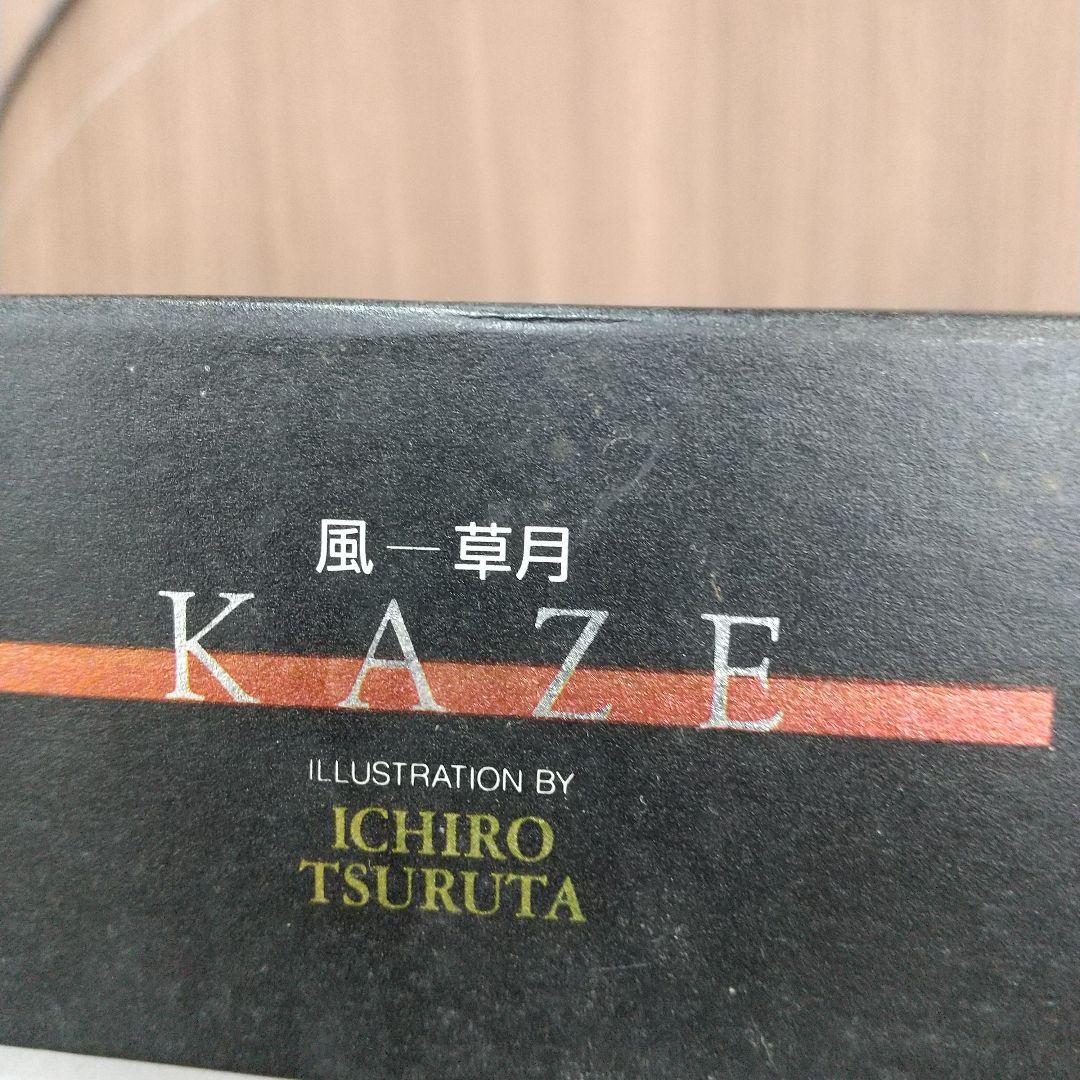 風―草月
KAZE
ILLUSTRATION BY
ICHIRO
TSURUTA